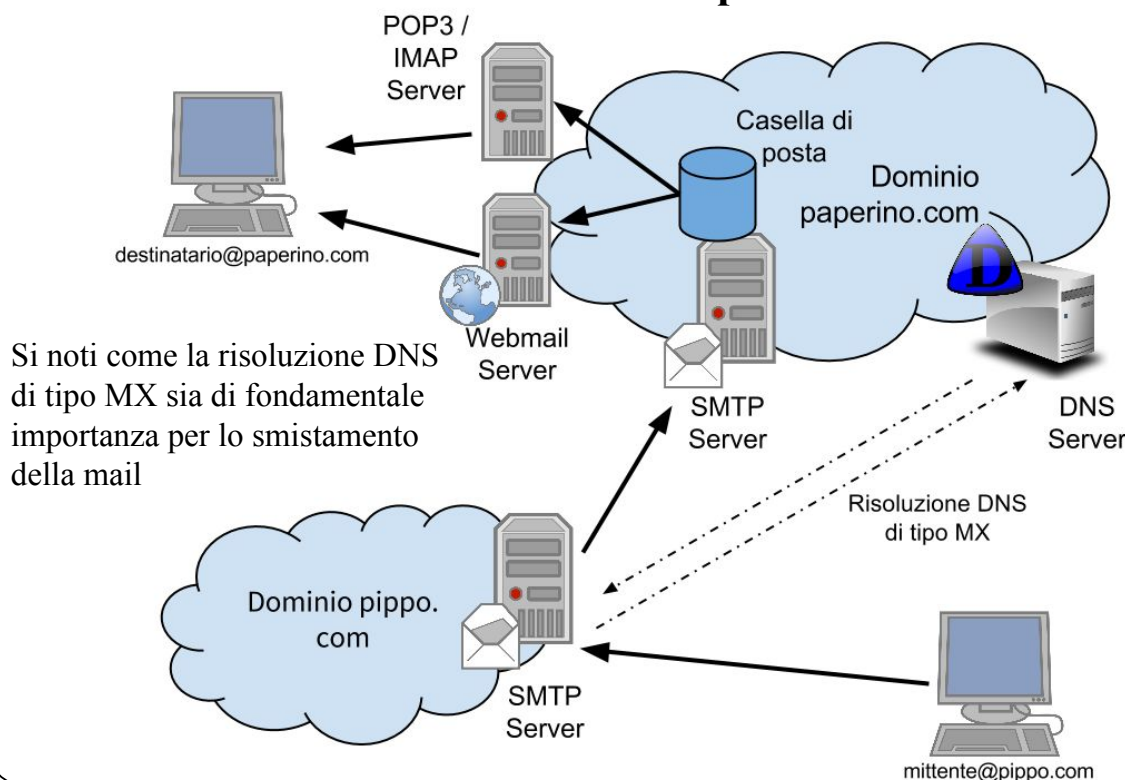 POP3 /
IMAP
Server
Casella di
posta
Dominio
paperino.com
D
destinatario@paperino.com
Webmail
Server
Si noti come la risoluzione DNS
di tipo MX sia di fondamentale
importanza per lo smistamento
della mail
SMTP
Server
DNS
Server
Risoluzione DNS
di tipo MX
Dominio pippo.
com
SMTP
Server
mittente@pippo.com